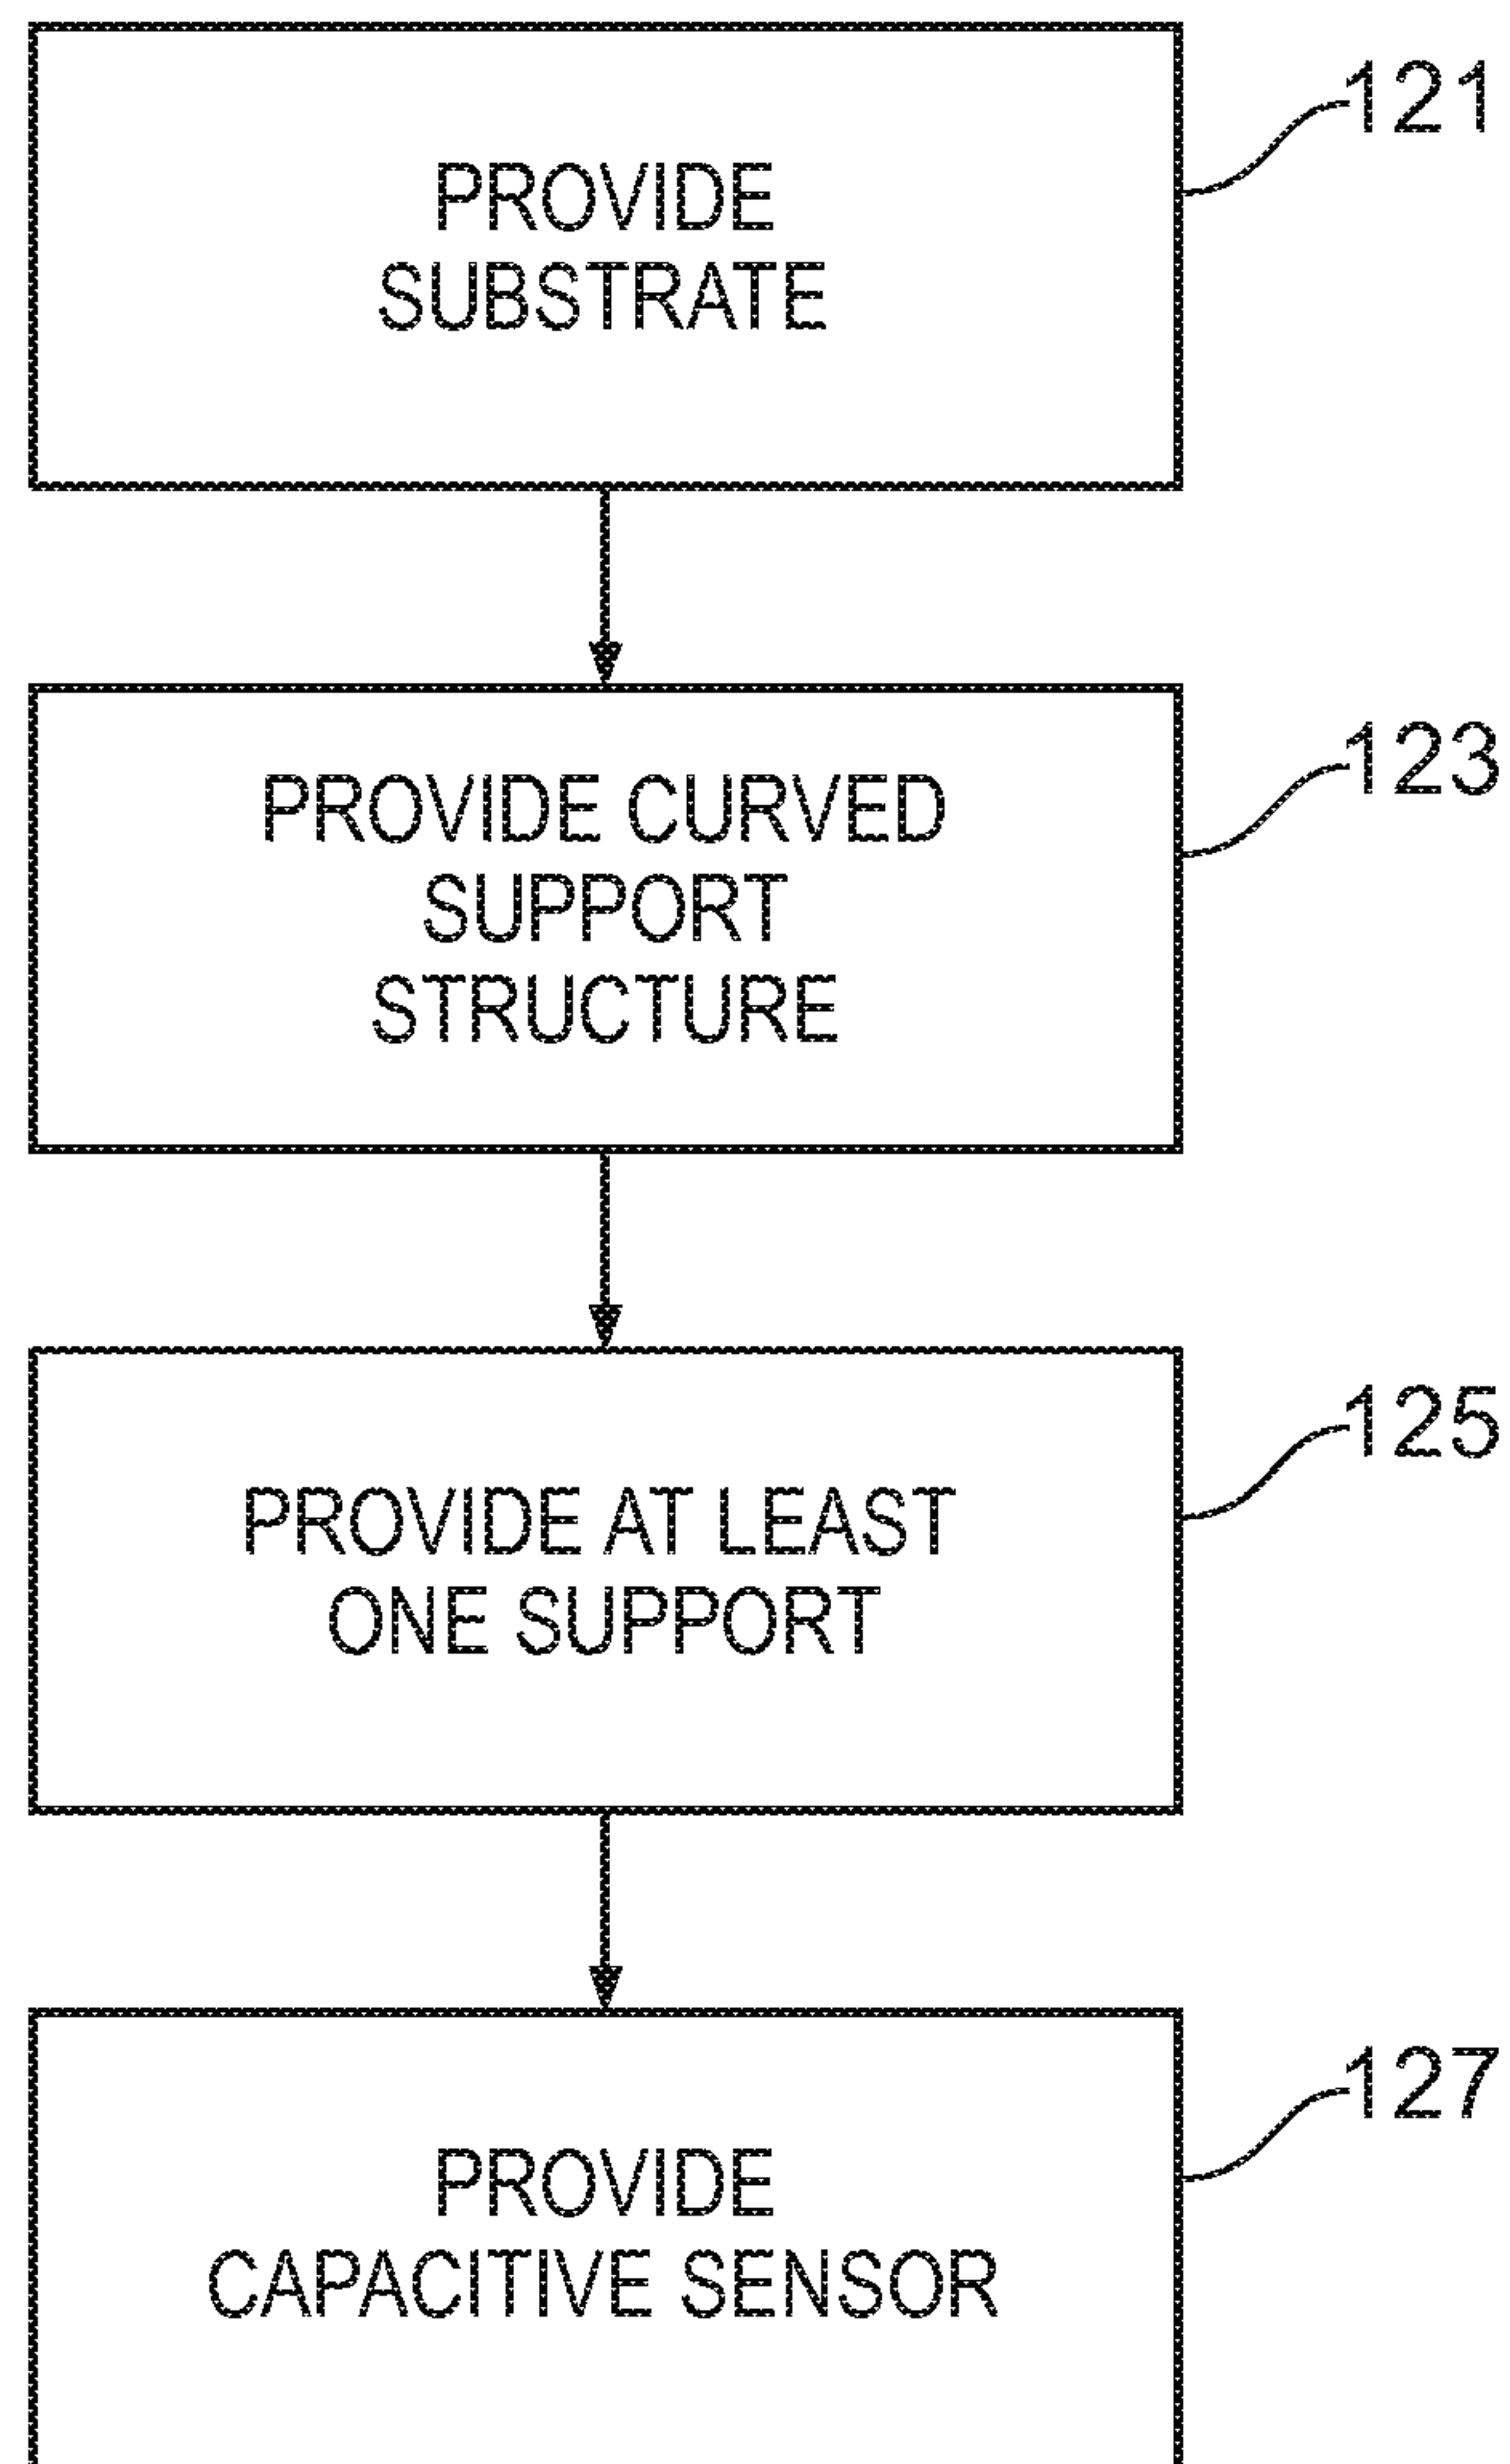 121
PROVIDE
SUBSTRATE
123
PROVIDE CURVED
SUPPORT
STRUCTURE
125
PROVIDE AT LEAST
ONE SUPPORT
127
PROVIDE
CAPACITIVE SENSOR